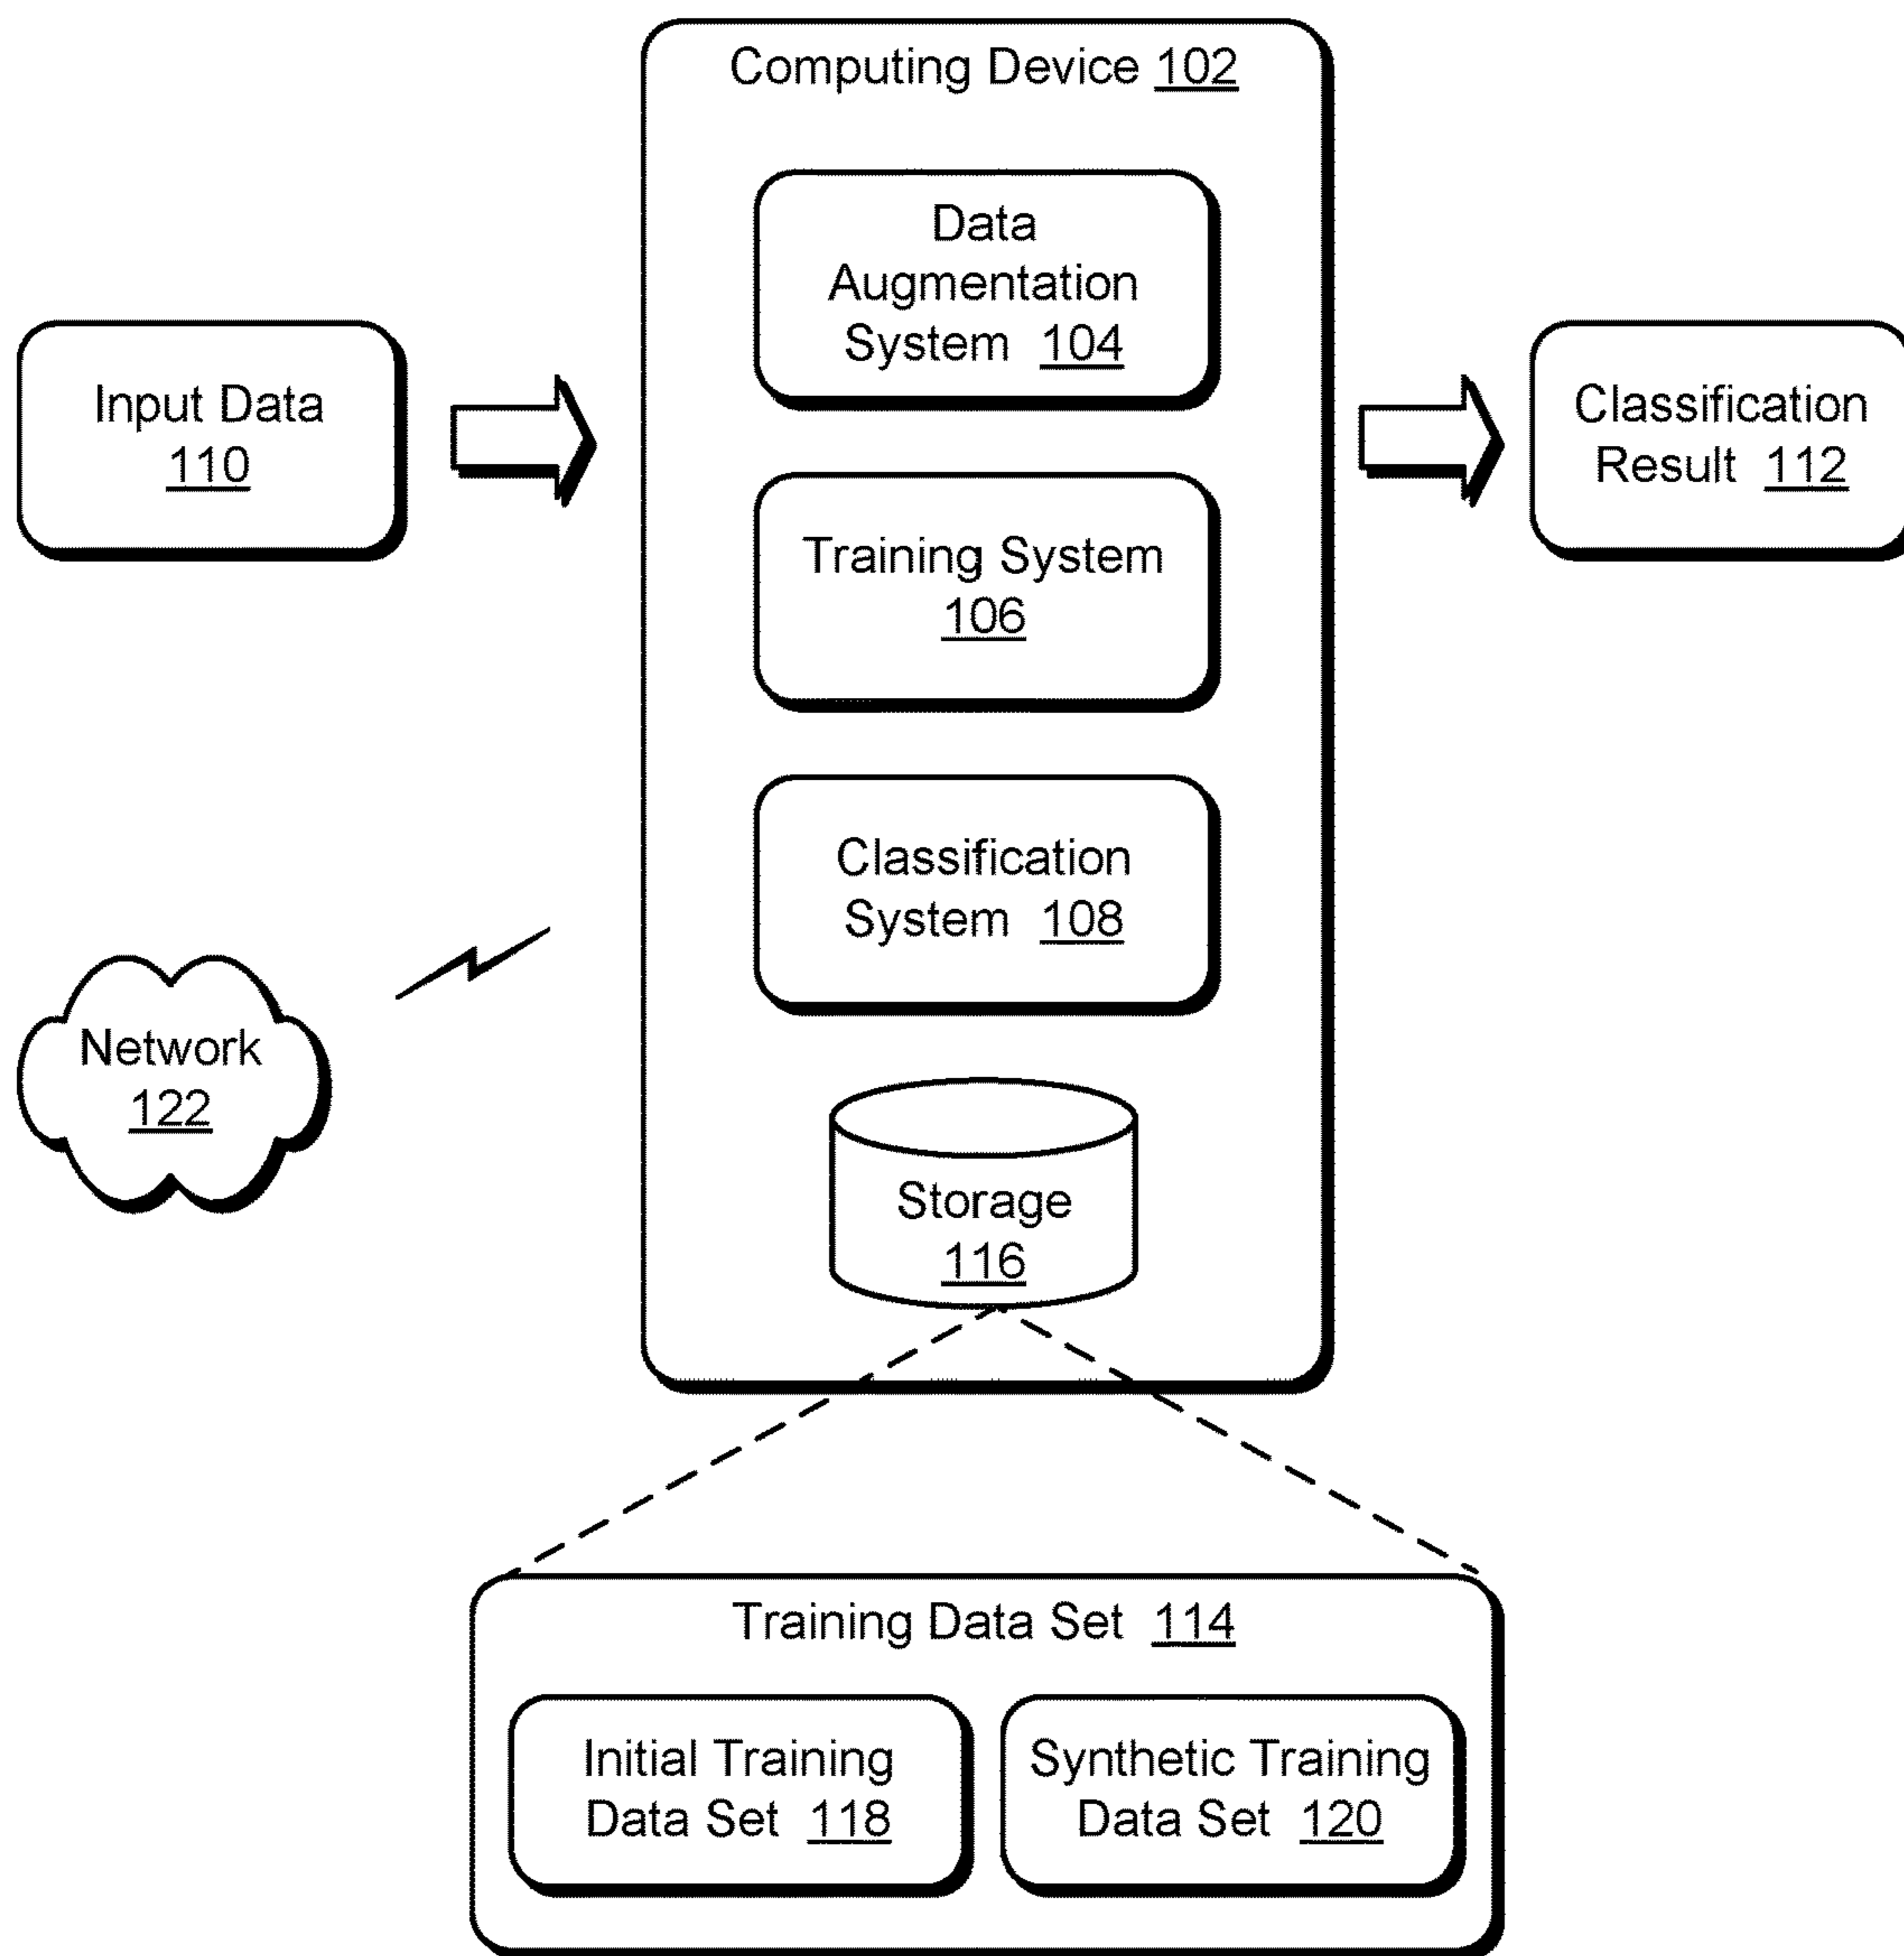 Computing Device 102
Data
Augmentation
System 104
Input Data
110
Classification
Result 112
Training System
106
Classification
System 108
Network
122
Storage
116
Training Data Set 114
Initial Training
Data Set 118
Synthetic Training
Data Set 120